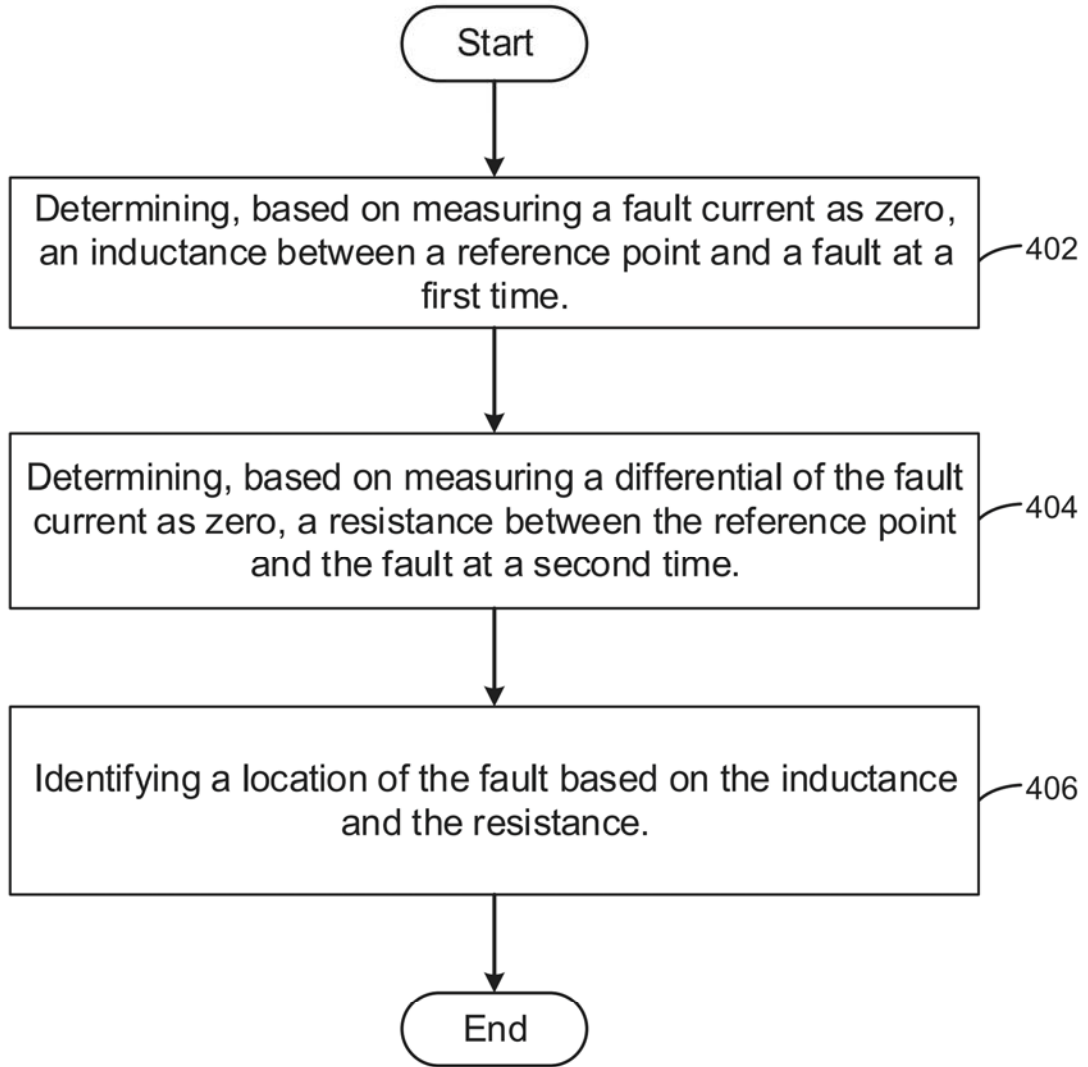 Start
Determining, based on measuring a fault current as zero,
an inductance between a reference point and a fault at a
first time.
402
Determining, based on measuring a differential of the fault
current as zero, a resistance between the reference point
and the fault at a second time.
404
Identifying a location of the fault based on the inductance
and the resistance.
406
End